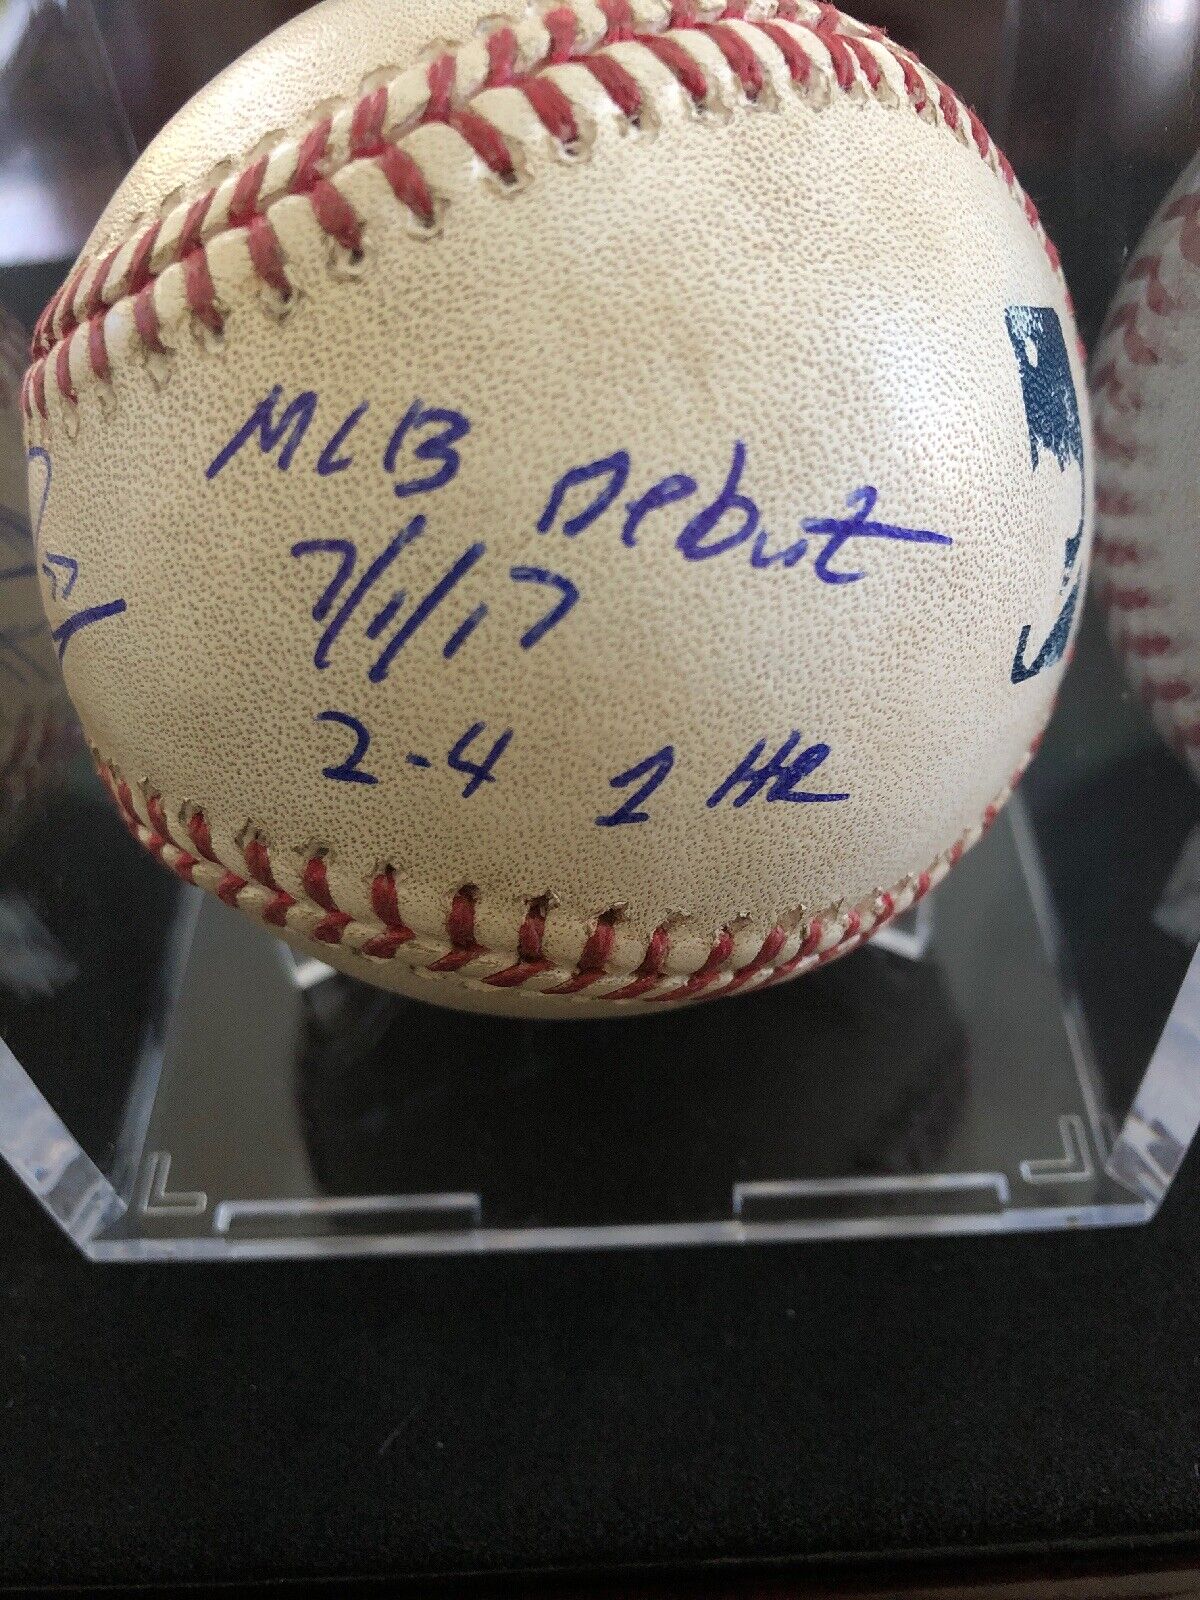 MLB Debut
7/1/17
2-4 1 HR